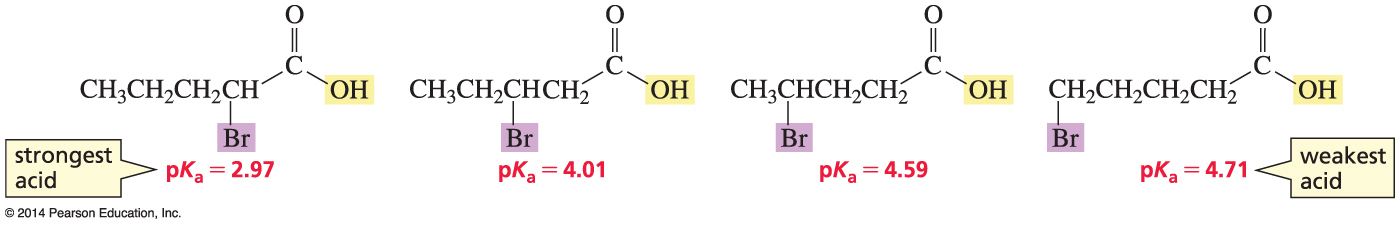 O O O O
C C C C
CH₃CH₂CH₂CH OH CH₃CH₂CHCH₂ OH CH₃CHCH₂CH₂ OH CH₂CH₂CH₂CH₂ OH
Br Br Br Br
strongest acid pKₐ = 2.97 pKₐ = 4.01 pKₐ = 4.59 pKₐ = 4.71 weakest acid
© 2014 Pearson Education, Inc.